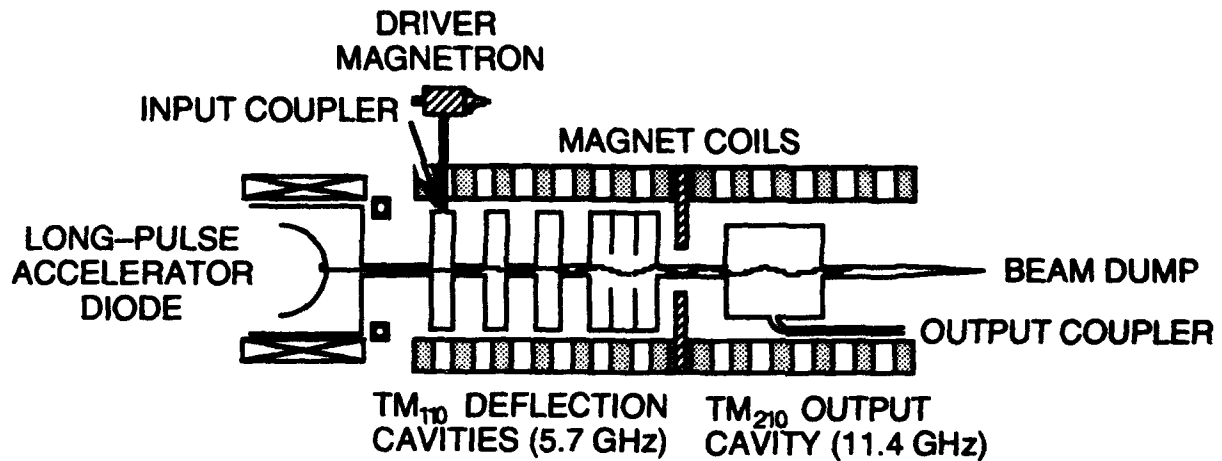 DRIVER
MAGNETRON
INPUT COUPLER
MAGNET COILS
LONG–PULSE
ACCELERATOR
DIODE
BEAM DUMP
OUTPUT COUPLER
TM₁₁₀ DEFLECTION
CAVITIES (5.7 GHz)
TM₂₁₀ OUTPUT
CAVITY (11.4 GHz)